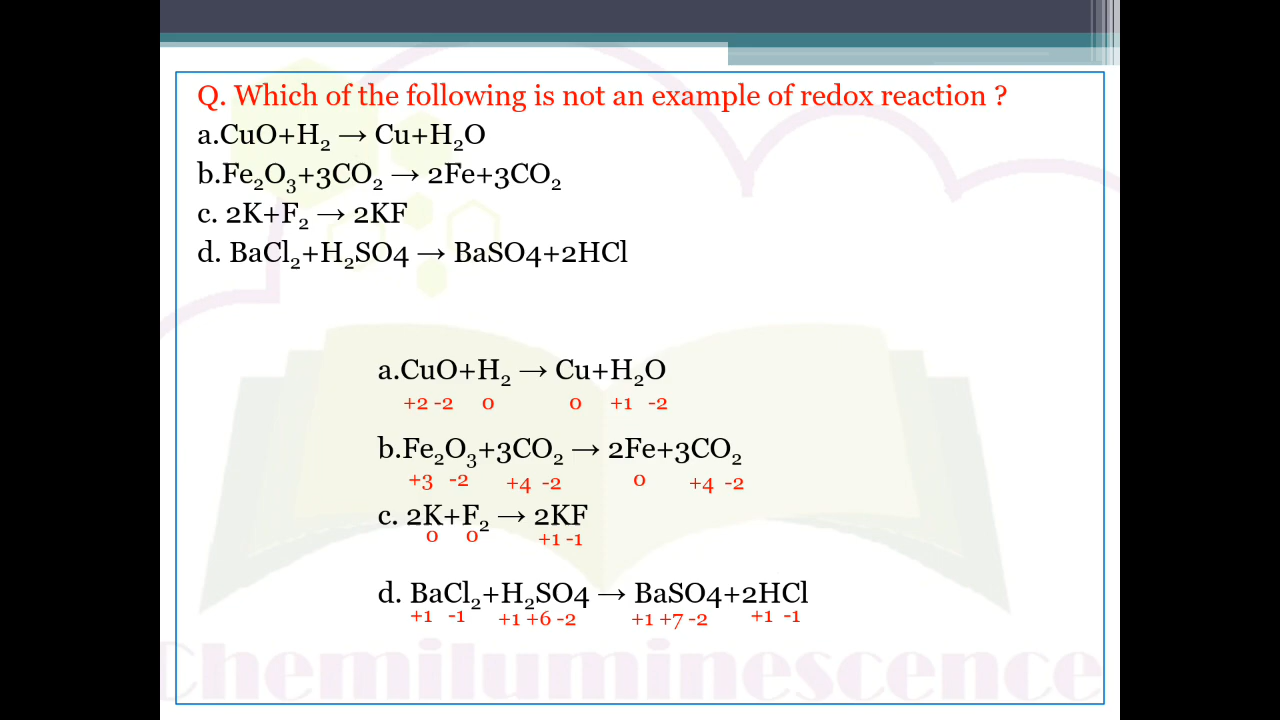 Q. Which of the following is not an example of redox reaction ?
a.CuO+H₂ → Cu+H₂O
b.Fe₂O₃+3CO₂ → 2Fe+3CO₂
c. 2K+F₂ → 2KF
d. BaCl₂+H₂SO4 → BaSO4+2HCl
a.CuO+H₂ → Cu+H₂O
+2 -2 0 0 +1 -2
b.Fe₂O₃+3CO₂ → 2Fe+3CO₂
+3 -2 +4 -2 0 +4 -2
c. 2K+F₂ → 2KF
0 0 +1 -1
d. BaCl₂+H₂SO4 → BaSO4+2HCl
+1 -1 +1 +6 -2 +1 +7 -2 +1 -1
Chemiluminescence